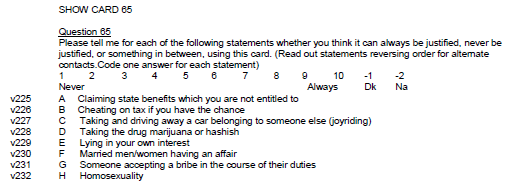 SHOW CARD 65
Question 65
Please tell me for each of the following statements whether you think it can always be justified, never be
justified, or something in between, using this card. (Read out statements reversing order for alternate
contacts.Code one answer for each statement)
1 2 3 4 5 6 7 8 9 10 -1 -2
Never Always Dk Na
v225 A Claiming state benefits which you are not entitled to
v226 B Cheating on tax if you have the chance
v227 C Taking and driving away a car belonging to someone else (joyriding)
v228 D Taking the drug marijuana or hashish
v229 E Lying in your own interest
v230 F Married men/women having an affair
v231 G Someone accepting a bribe in the course of their duties
v232 H Homosexuality